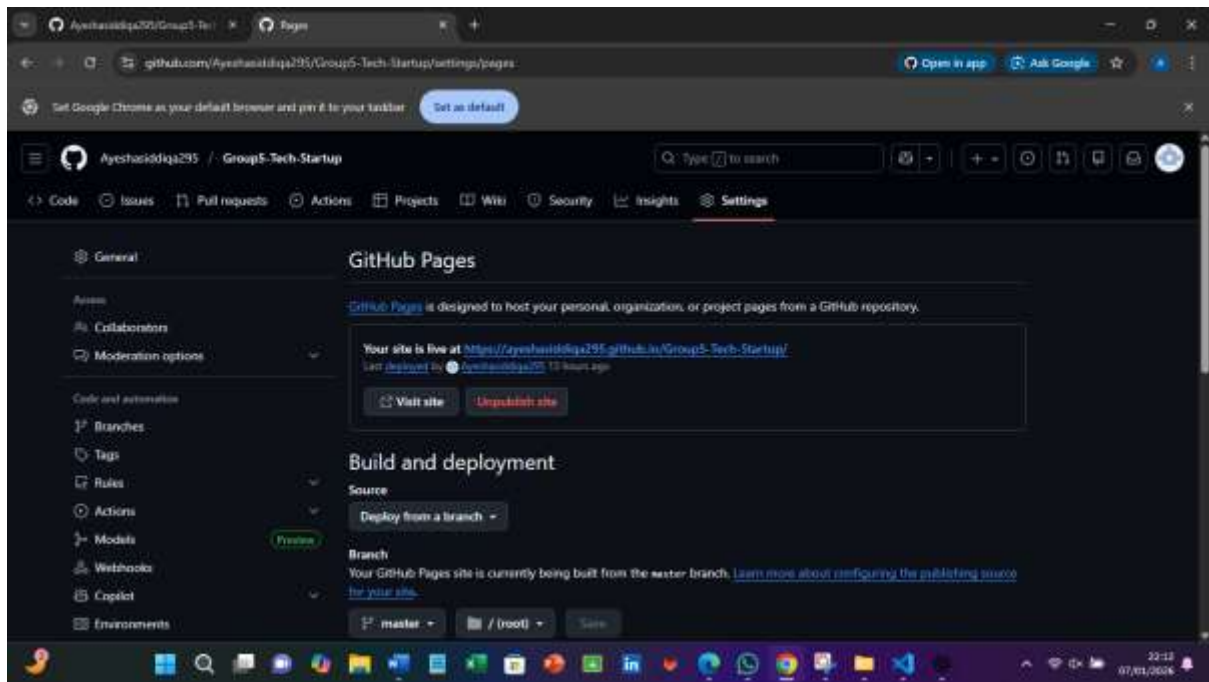 Ayeshasiddiqa295/Group5-Tec
Pages
github.com/Ayeshasiddiqa295/Group5-Tech-Startup/settings/pages
Open in app
Ask Google
Set Google Chrome as your default browser and pin it to your taskbar
Set as default
Ayeshasiddiqa295 / Group5-Tech-Startup
Type / to search
Code
Issues
Pull requests
Actions
Projects
Wiki
Security
Insights
Settings
General
Access
Collaborators
Moderation options
Code and automation
Branches
Tags
Rules
Actions
Models
Preview
Webhooks
Copilot
Environments
GitHub Pages
GitHub Pages is designed to host your personal, organization, or project pages from a GitHub repository.
Your site is live at https://ayeshasiddiqa295.github.io/Group5-Tech-Startup/
Last deployed by Ayeshasiddiqa295 13 hours ago
Visit site
Unpublish site
Build and deployment
Source
Deploy from a branch
Branch
Your GitHub Pages site is currently being built from the master branch. Learn more about configuring the publishing source
for your site.
master
/ (root)
Save
22:12
07/01/2026